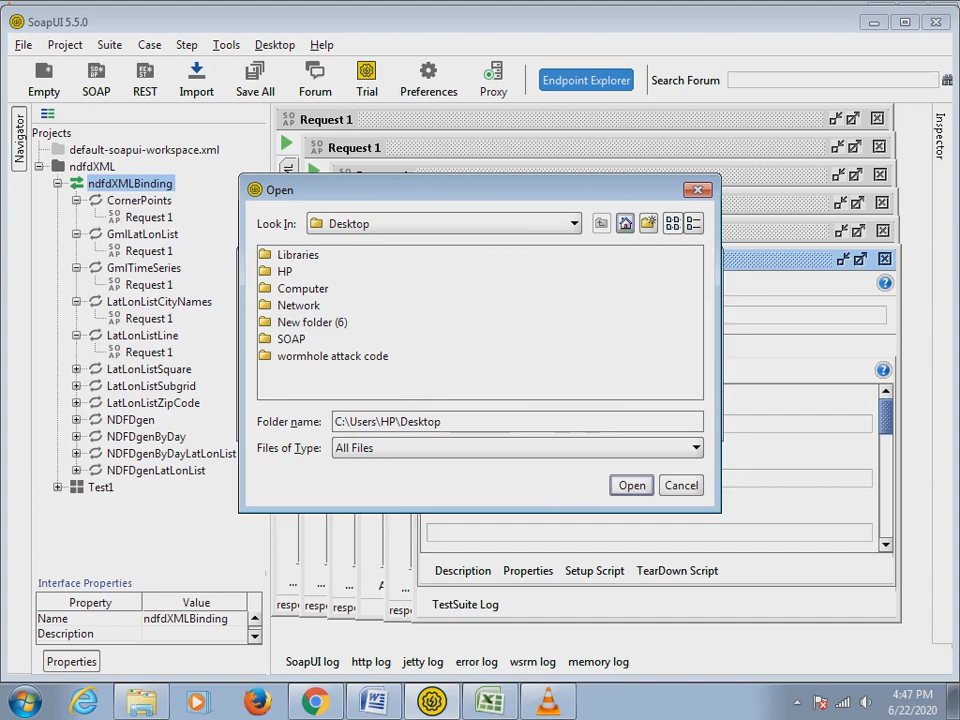 SoapUI 5.5.0
File Project Suite Case Step Tools Desktop Help
Empty SOAP REST Import Save All Forum Trial Preferences Proxy Endpoint Explorer Search Forum
Navigator
Projects
default-soapui-workspace.xml
ndfdXML
ndfdXMLBinding
CornerPoints
Request 1
GmlLatLonList
Request 1
GmlTimeSeries
Request 1
LatLonListCityNames
Request 1
LatLonListLine
Request 1
LatLonListSquare
LatLonListSubgrid
LatLonListZipCode
NDFDgen
NDFDgenByDay
NDFDgenByDayLatLonList
NDFDgenLatLonList
Test1
Interface Properties
Property Value
Name ndfdXMLBinding
Description
Properties
Request 1
Request 1
Inspector
Open
Look In: Desktop
Libraries
HP
Computer
Network
New folder (6)
SOAP
wormhole attack code
Folder name: C:\Users\HP\Desktop
Files of Type: All Files
Open Cancel
... ... ... A ...
Description Properties Setup Script TearDown Script
TestSuite Log
SoapUI log http log jetty log error log wsrm log memory log
4:47 PM
6/22/2020